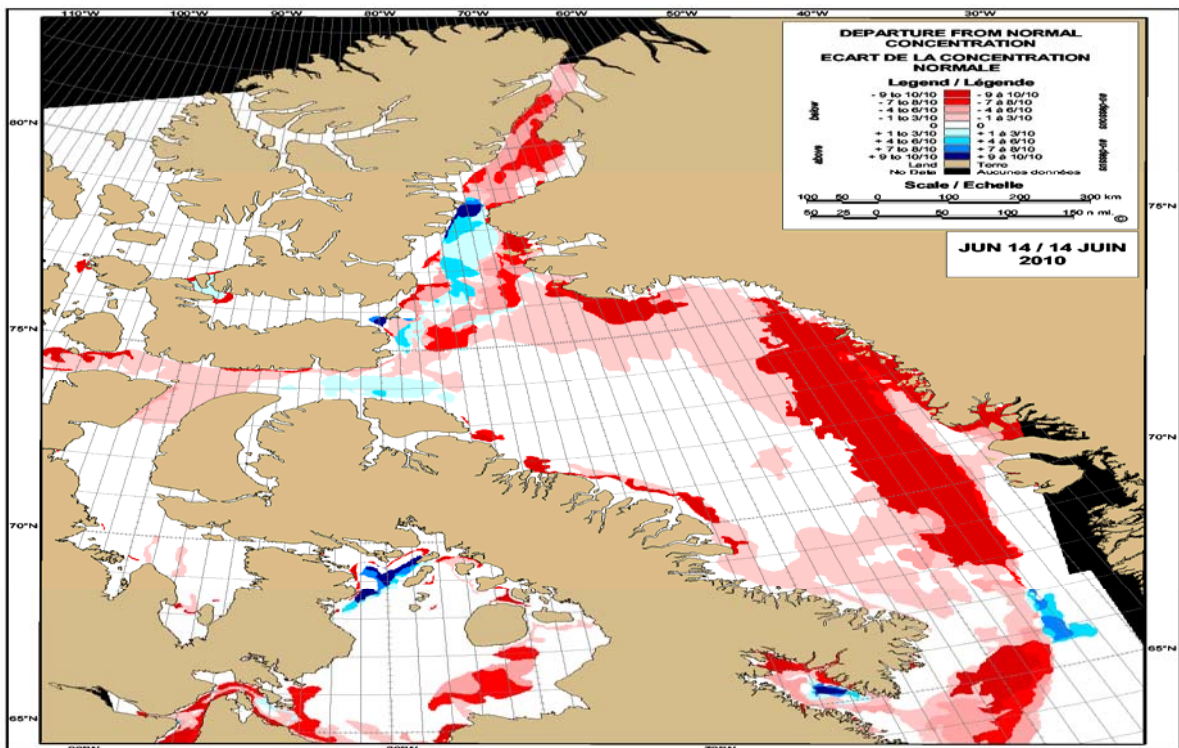 110°W 100°W 90°W 80°W 70°W 60°W 50°W 40°W 30°W
DEPARTURE FROM NORMAL
CONCENTRATION
ECART DE LA CONCENTRATION
NORMALE
Legend / Légende
- 9 to 10/10 - 9 à 10/10
- 7 to 8/10 - 7 à 8/10
- 4 to 6/10 - 4 à 6/10
- 1 to 3/10 - 1 à 3/10
0 0
+ 1 to 3/10 + 1 à 3/10
+ 4 to 6/10 + 4 à 6/10
+ 7 to 8/10 + 7 à 8/10
+ 9 to 10/10 + 9 à 10/10
Land Terre
No Data Aucunes données
below
above
au-dessous
au-dessus
Scale / Echelle
100 50 0 100 200 300 km
50 25 0 50 100 150 n mi.
©
JUN 14 / 14 JUIN
2010
80°N
75°N
75°N
70°N
70°N
65°N
65°N